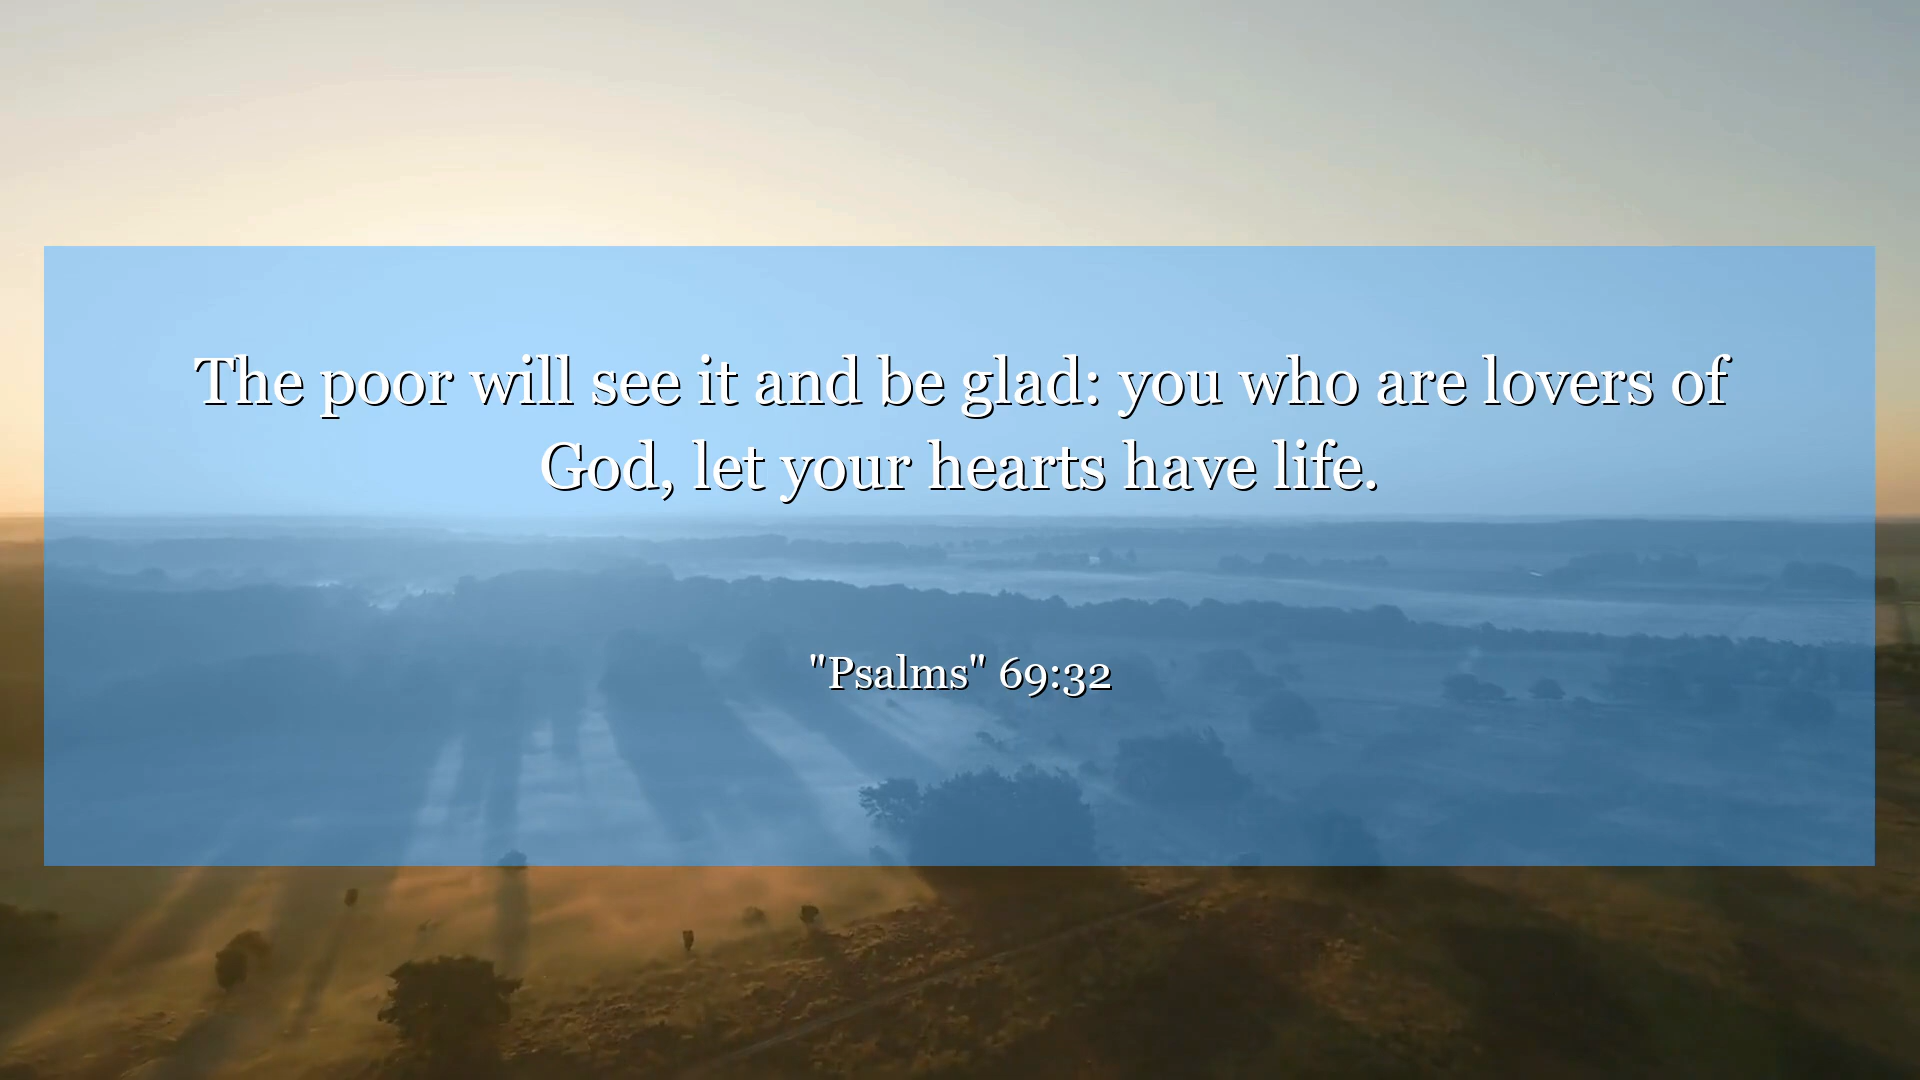 The poor will see it and be glad: you who are lovers of
God, let your hearts have life.
"Psalms" 69:32